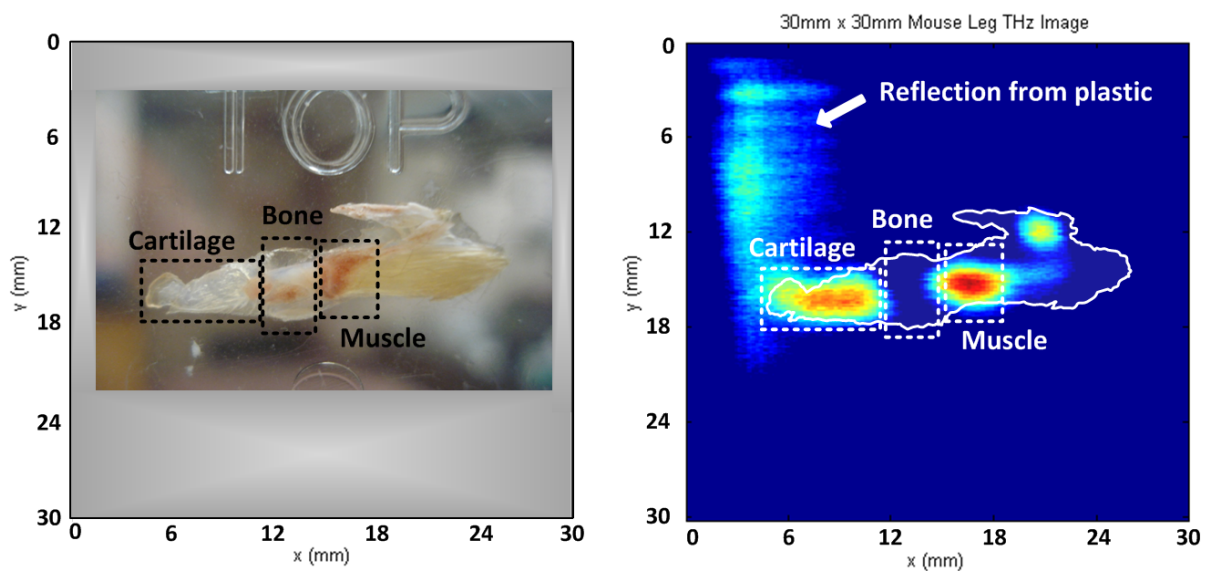 0
6
12
18
24
30
y (mm)
TOP
Bone
Cartilage
Muscle
0
6
12
18
24
30
x (mm)
30mm x 30mm Mouse Leg THz Image
0
6
12
18
24
30
y (mm)
Reflection from plastic
Bone
Cartilage
Muscle
0
6
12
18
24
30
x (mm)